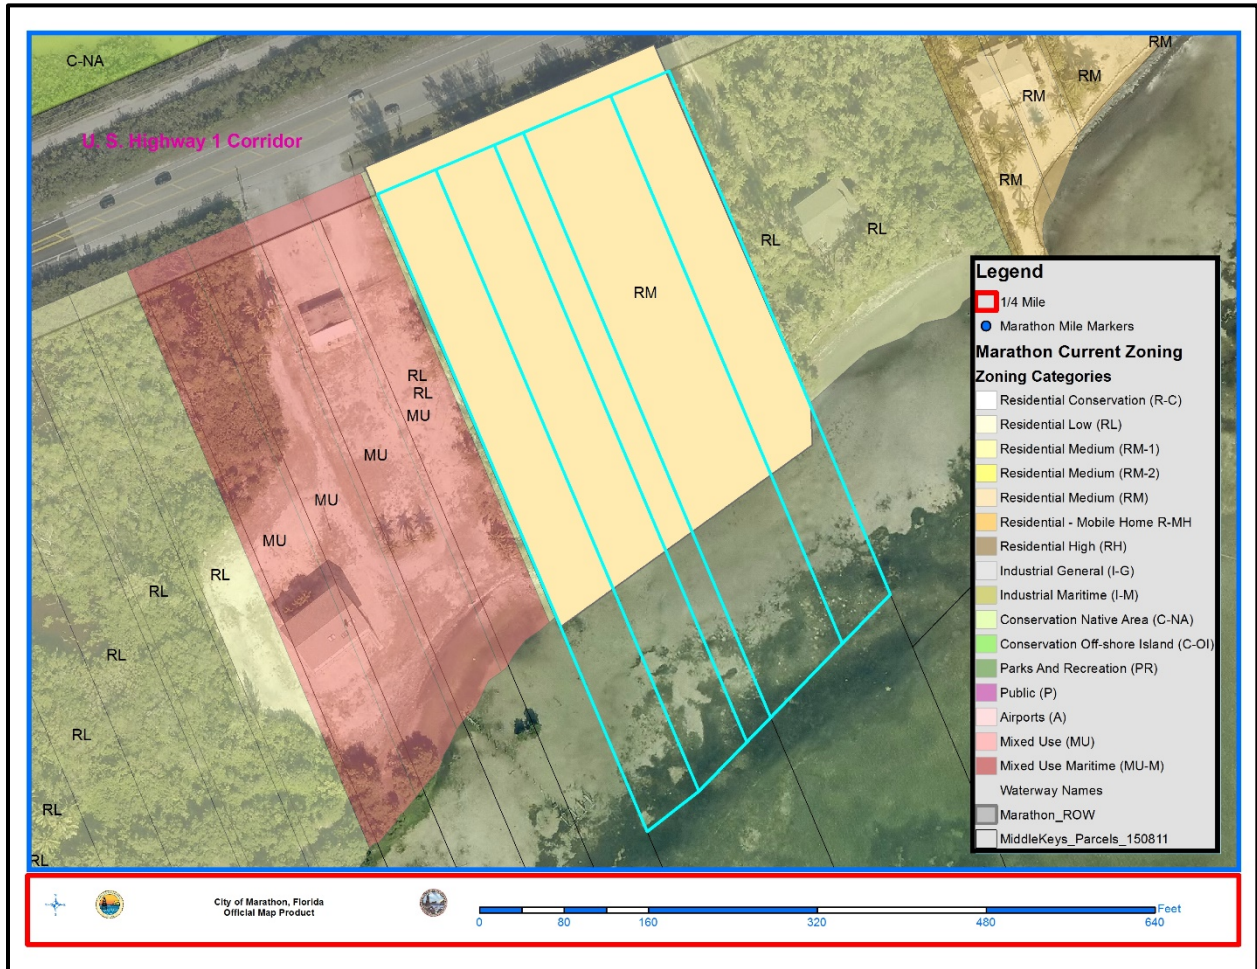 C-NA
U. S. Highway 1 Corridor
RM
RM
RM
RM
RL
RL
RM
RL
RL
MU
MU
MU
MU
RL
RL
RL
RL
RL
RL
Legend
1/4 Mile
Marathon Mile Markers
Marathon Current Zoning
Zoning Categories
Residential Conservation (R-C)
Residential Low (RL)
Residential Medium (RM-1)
Residential Medium (RM-2)
Residential Medium (RM)
Residential - Mobile Home R-MH
Residential High (RH)
Industrial General (I-G)
Industrial Maritime (I-M)
Conservation Native Area (C-NA)
Conservation Off-shore Island (C-OI)
Parks And Recreation (PR)
Public (P)
Airports (A)
Mixed Use (MU)
Mixed Use Maritime (MU-M)
Waterway Names
Marathon_ROW
MiddleKeys_Parcels_150811
City of Marathon, Florida
Official Map Product
0 80 160 320 480 640 Feet